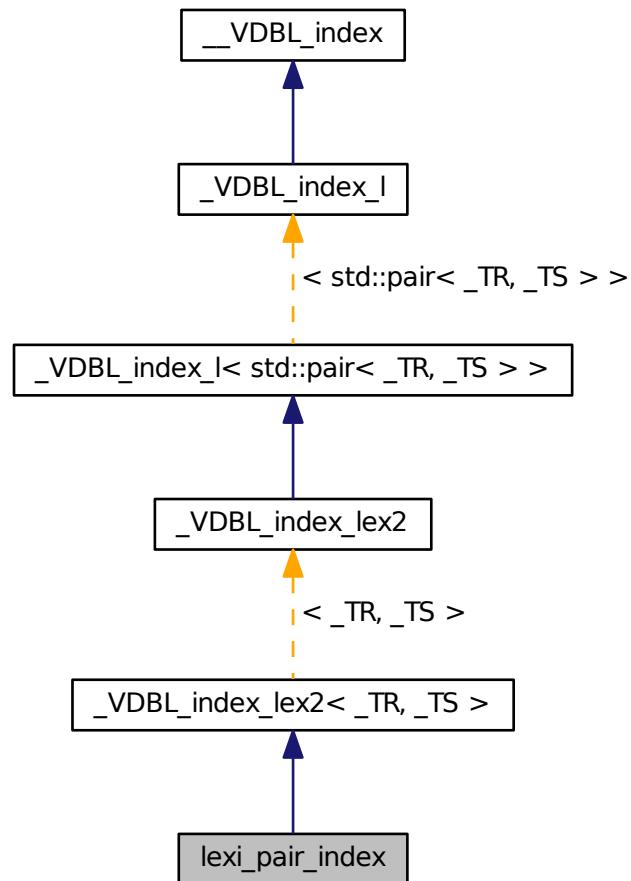 __VDBL_index
_VDBL_index_l
< std::pair< _TR, _TS > >
_VDBL_index_l< std::pair< _TR, _TS > >
_VDBL_index_lex2
< _TR, _TS >
_VDBL_index_lex2< _TR, _TS >
lexi_pair_index